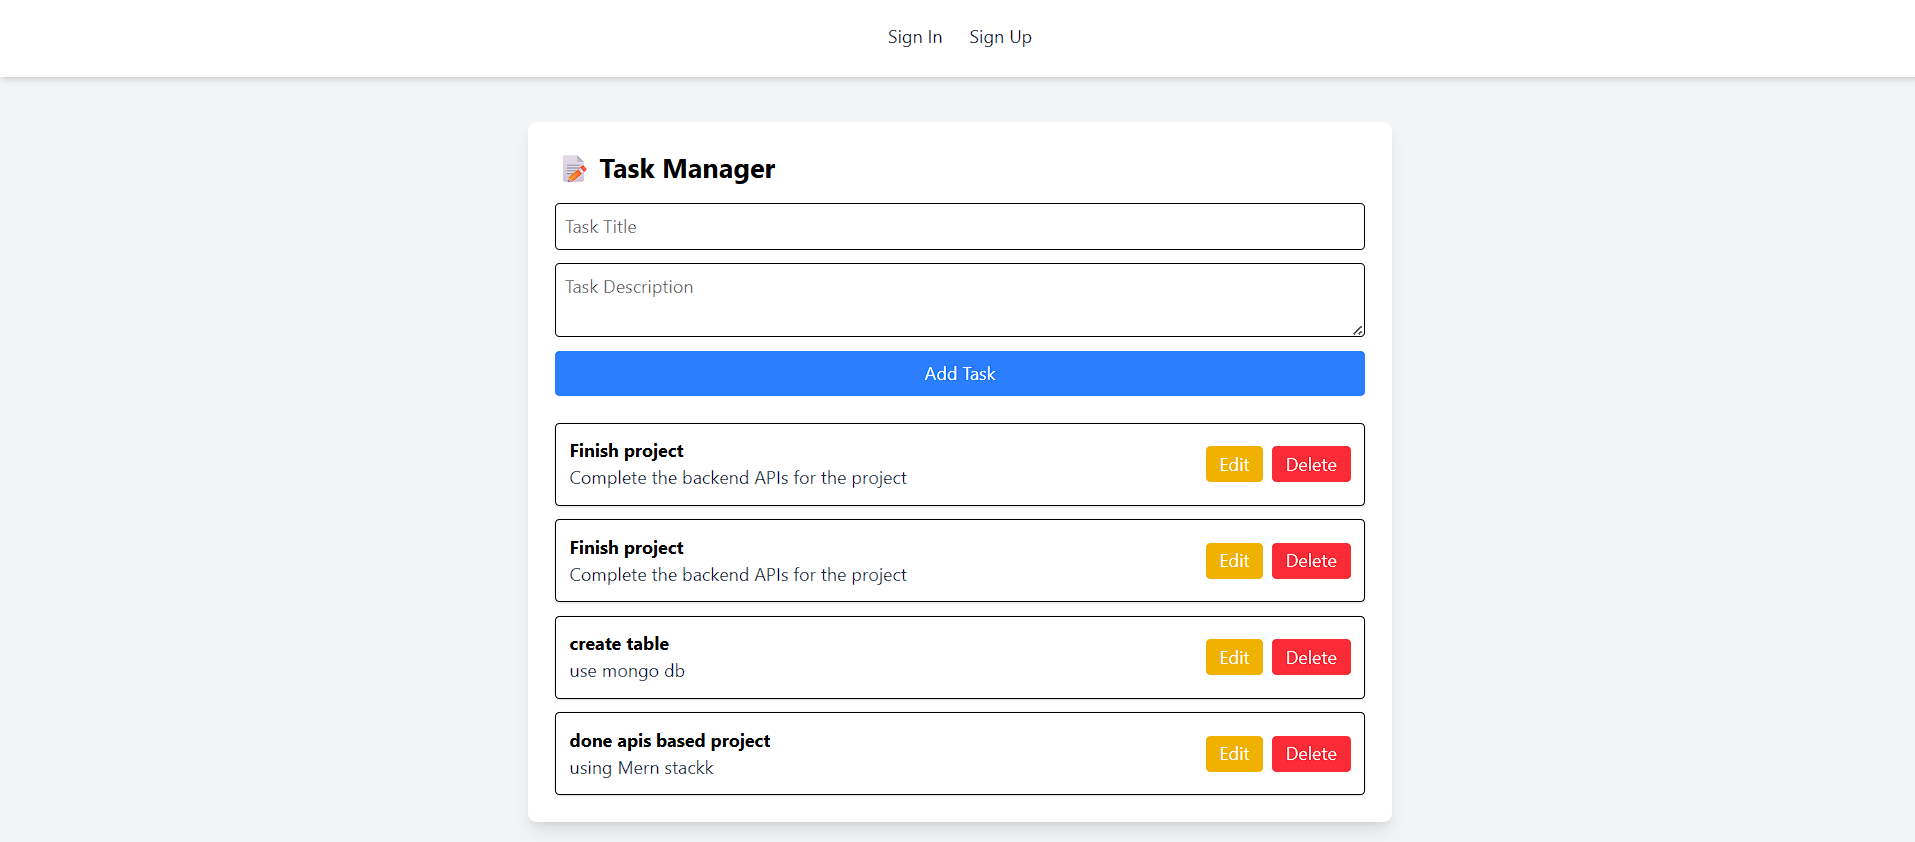 Sign In Sign Up
Task Manager
Task Title
Task Description
Add Task
Finish project
Complete the backend APIs for the project
Edit Delete
Finish project
Complete the backend APIs for the project
Edit Delete
create table
use mongo db
Edit Delete
done apis based project
using Mern stackk
Edit Delete